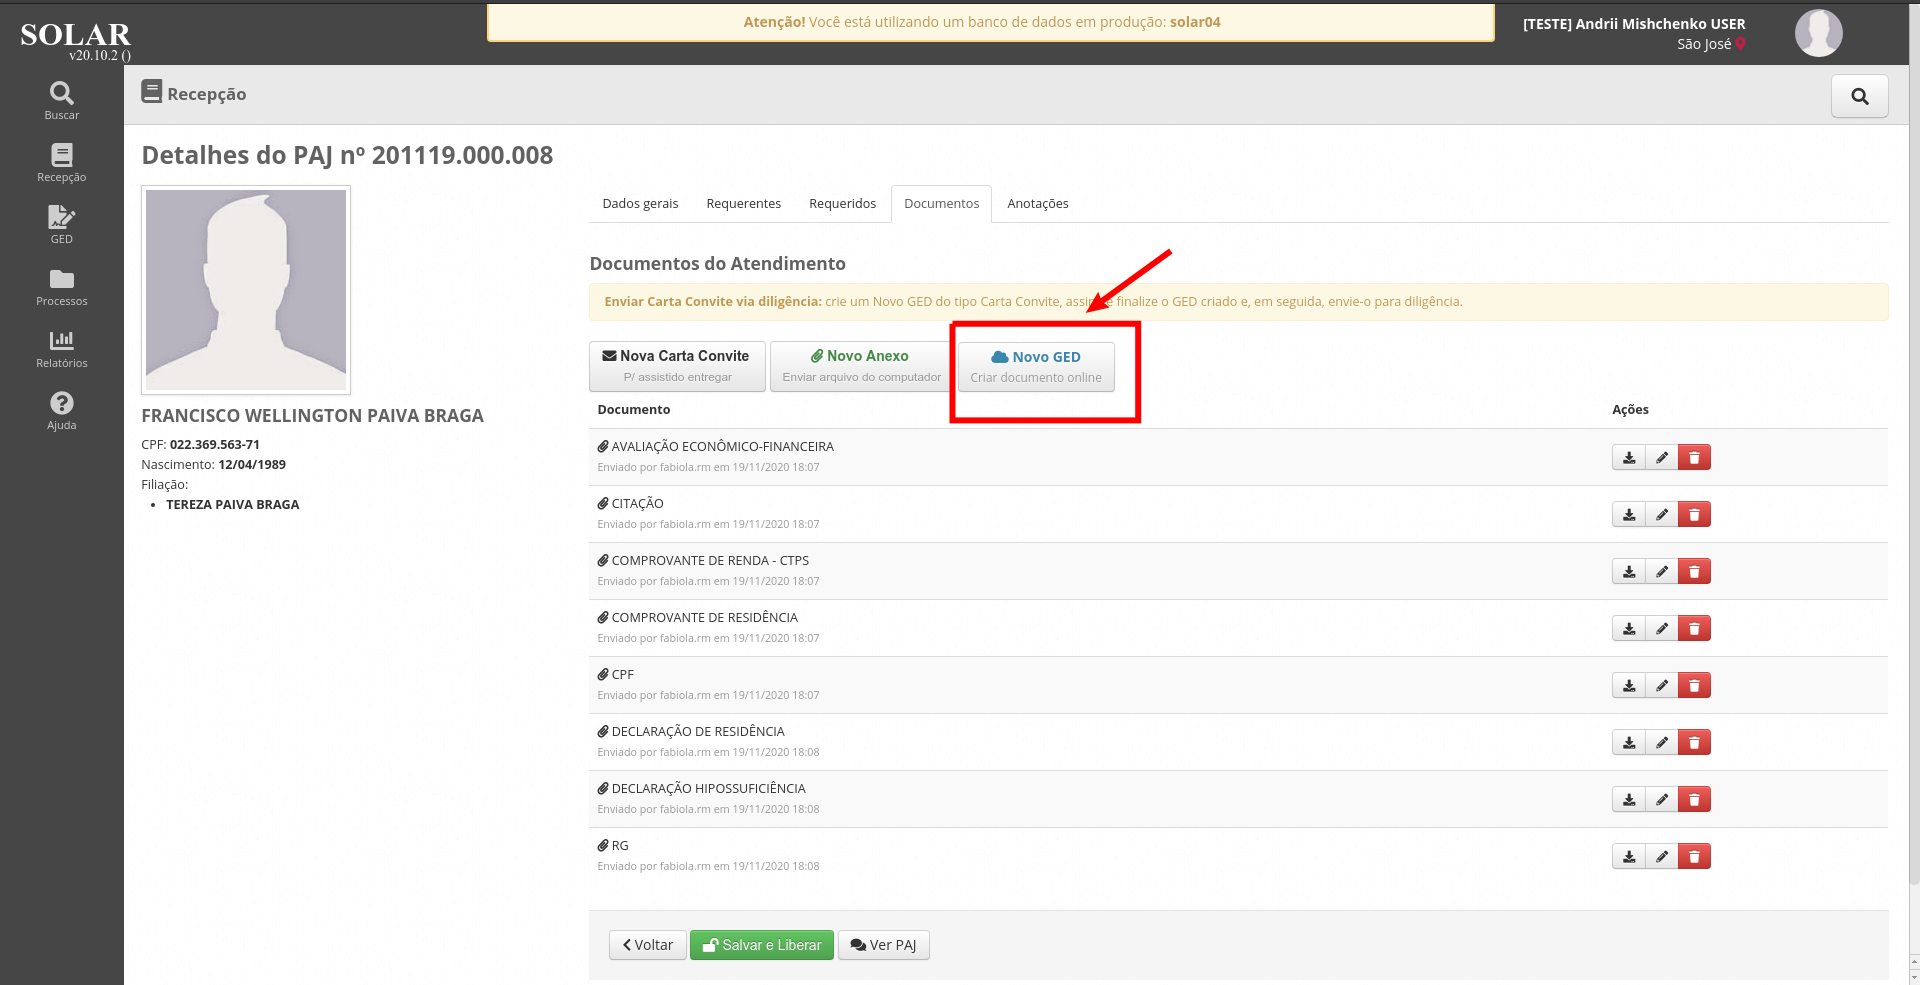 SOLAR
v20.10.2 ()
Atenção! Você está utilizando um banco de dados em produção: solar04
[TESTE] Andrii Mishchenko USER
São José
Buscar
Recepção
GED
Processos
Relatórios
Ajuda
Recepção
Detalhes do PAJ nº 201119.000.008
FRANCISCO WELLINGTON PAIVA BRAGA
CPF: 022.369.563-71
Nascimento: 12/04/1989
Filiação:
• TEREZA PAIVA BRAGA
Dados gerais Requerentes Requeridos Documentos Anotações
Documentos do Atendimento
Enviar Carta Convite via diligência: crie um Novo GED do tipo Carta Convite, assine e finalize o GED criado e, em seguida, envie-o para diligência.
Nova Carta Convite
P/ assistido entregar
Novo Anexo
Enviar arquivo do computador
Novo GED
Criar documento online
Documento Ações
AVALIAÇÃO ECONÔMICO-FINANCEIRA
Enviado por fabiola.rm em 19/11/2020 18:07
CITAÇÃO
Enviado por fabiola.rm em 19/11/2020 18:07
COMPROVANTE DE RENDA - CTPS
Enviado por fabiola.rm em 19/11/2020 18:07
COMPROVANTE DE RESIDÊNCIA
Enviado por fabiola.rm em 19/11/2020 18:07
CPF
Enviado por fabiola.rm em 19/11/2020 18:07
DECLARAÇÃO DE RESIDÊNCIA
Enviado por fabiola.rm em 19/11/2020 18:08
DECLARAÇÃO HIPOSSUFICIÊNCIA
Enviado por fabiola.rm em 19/11/2020 18:08
RG
Enviado por fabiola.rm em 19/11/2020 18:08
Voltar Salvar e Liberar Ver PAJ